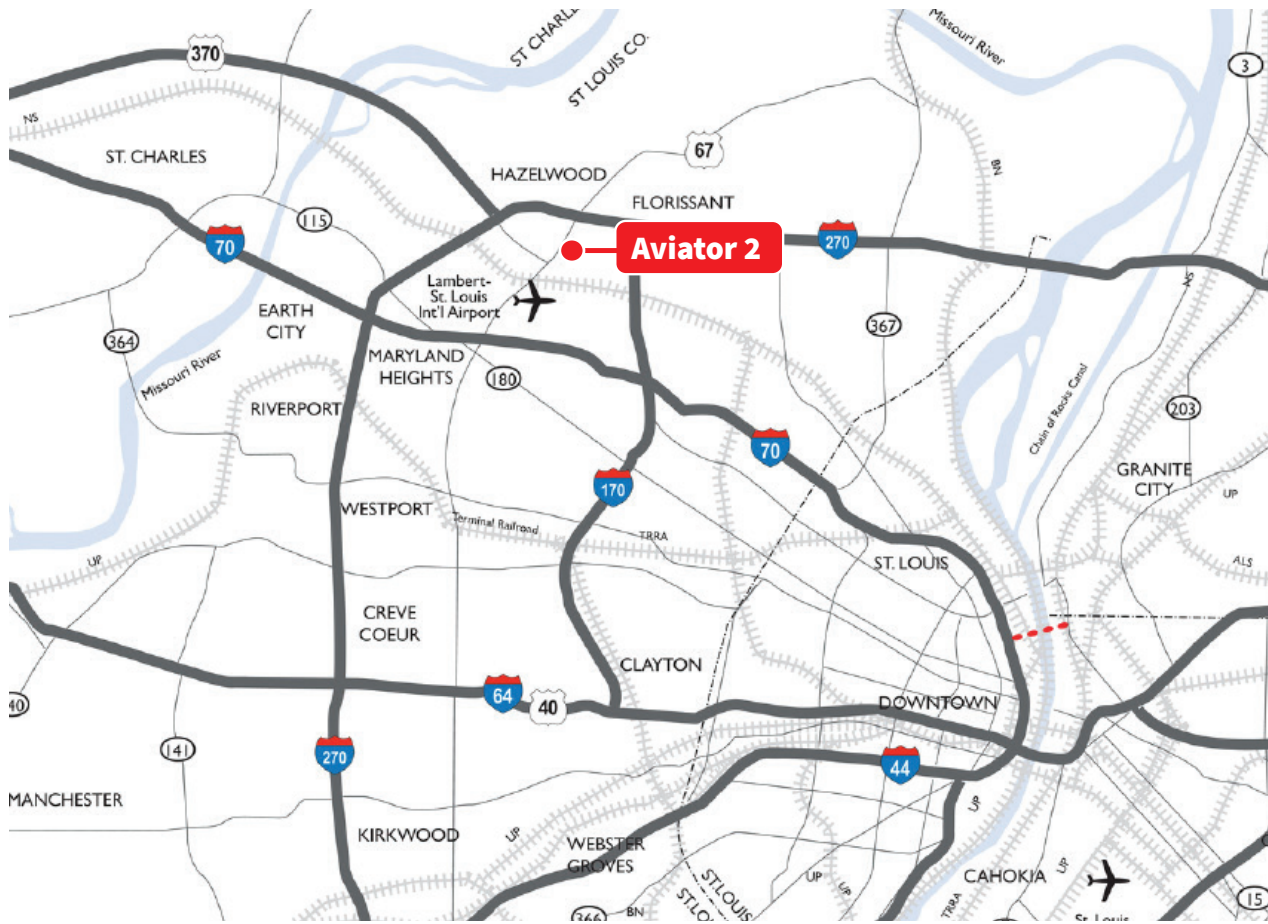 370
ST CHARLES
ST LOUIS CO.
Missouri River
3
NS
ST. CHARLES
HAZELWOOD
67
BN
FLORISSANT
115
70
Aviator 2
270
Lambert-
St. Louis
Int'l Airport
NS
EARTH
CITY
364
367
Missouri River
MARYLAND
HEIGHTS
180
Chain of Rocks Canal
203
RIVERPORT
70
GRANITE
CITY
170
UP
WESTPORT
Terminal Railroad
TRRA
UP
ST. LOUIS
ALS
CREVE
COEUR
CLAYTON
64
40
40
DOWNTOWN
141
270
44
MANCHESTER
UP
KIRKWOOD
UP
WEBSTER
GROVES
ST.LOUIS
UP
UP
CAHOKIA
UP
TRRA
BN
366
15
St. Louis